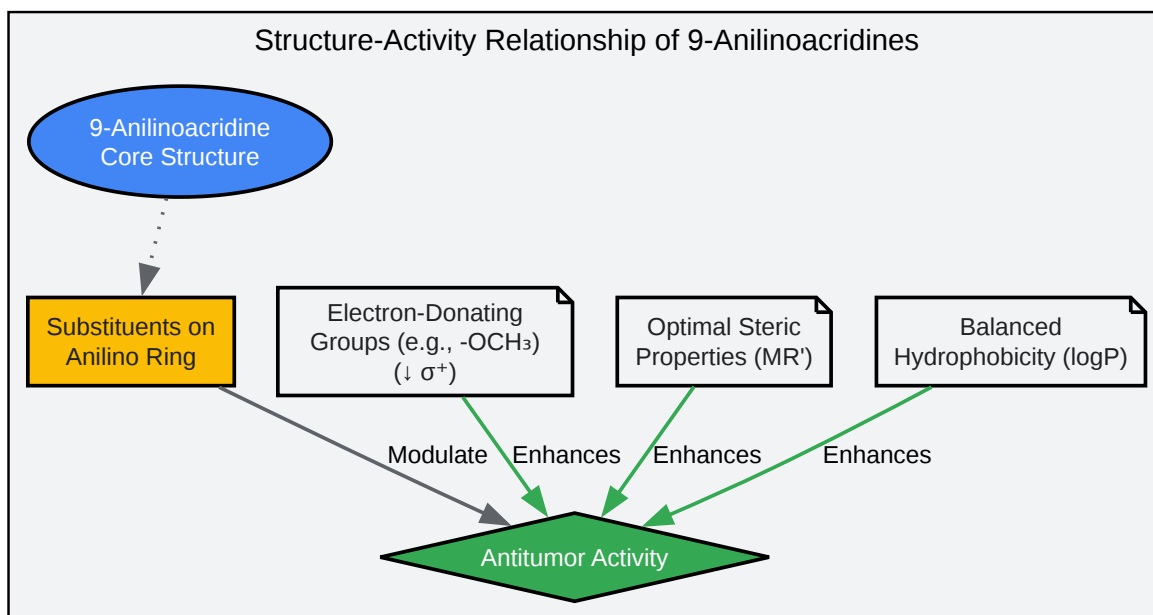 Structure-Activity Relationship of 9-Anilinoacridines
9-Anilinoacridine
Core Structure
Substituents on
Anilino Ring
Electron-Donating
Groups (e.g., -OCH₃)
(↓ σ⁺)
Optimal Steric
Properties (MR')
Balanced
Hydrophobicity (logP)
Modulate
Enhances
Enhances
Enhances
Antitumor Activity